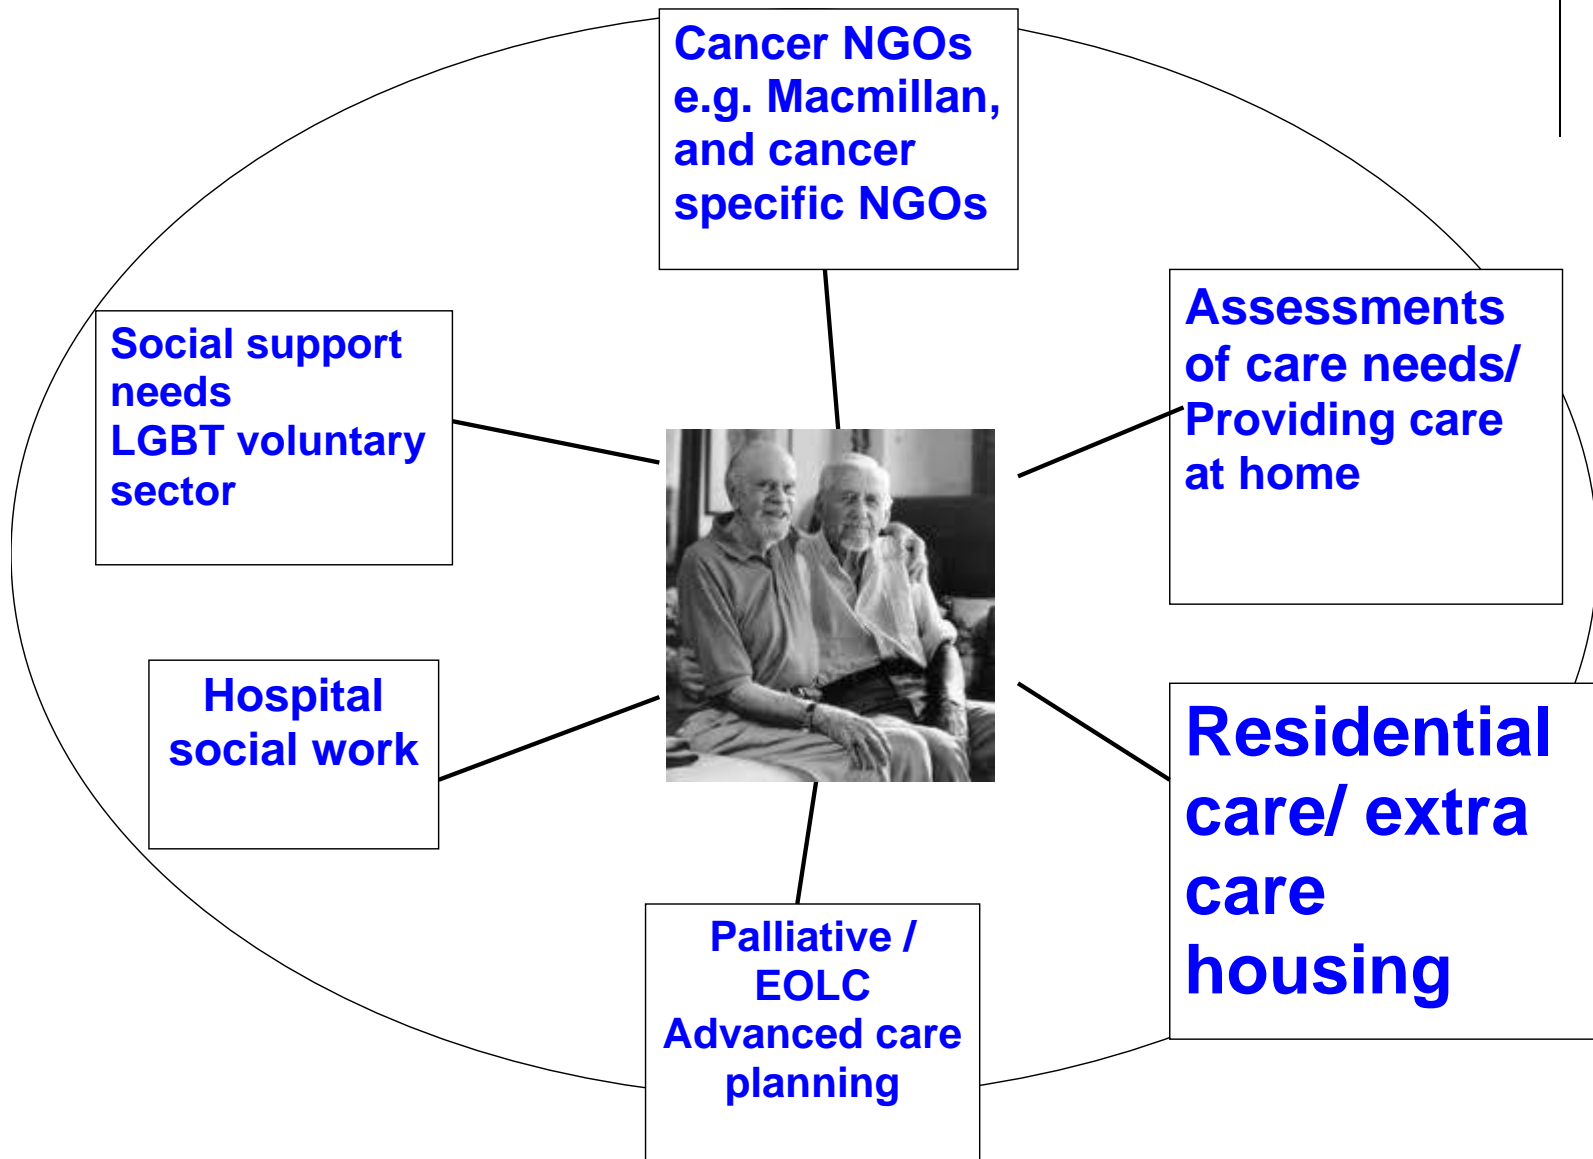 Cancer NGOs
e.g. Macmillan,
and cancer
specific NGOs
Social support
needs
LGBT voluntary
sector
Assessments
of care needs/
Providing care
at home
Hospital
social work
Residential
care/ extra
care
housing
Palliative /
EOLC
Advanced care
planning